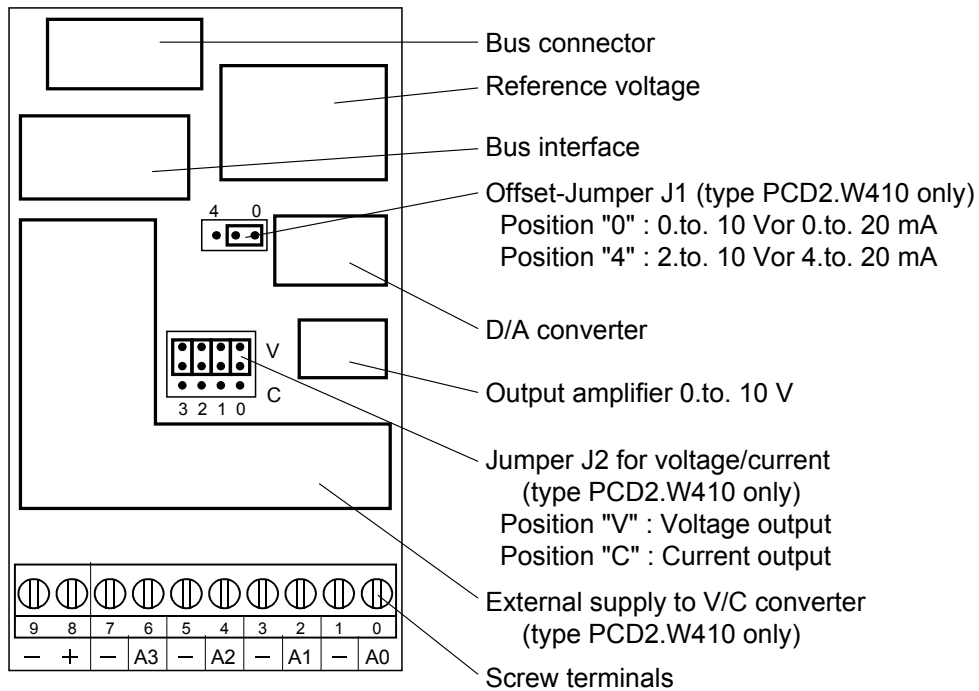 Bus connector
Reference voltage
Bus interface
Offset-Jumper J1 (type PCD2.W410 only)
Position "0" : 0.to. 10 Vor 0.to. 20 mA
Position "4" : 2.to. 10 Vor 4.to. 20 mA
4 0
D/A converter
V
C
3 2 1 0
Output amplifier 0.to. 10 V
Jumper J2 for voltage/current
(type PCD2.W410 only)
Position "V" : Voltage output
Position "C" : Current output
External supply to V/C converter
(type PCD2.W410 only)
Screw terminals
9 8 7 6 5 4 3 2 1 0
– + – A3 – A2 – A1 – A0